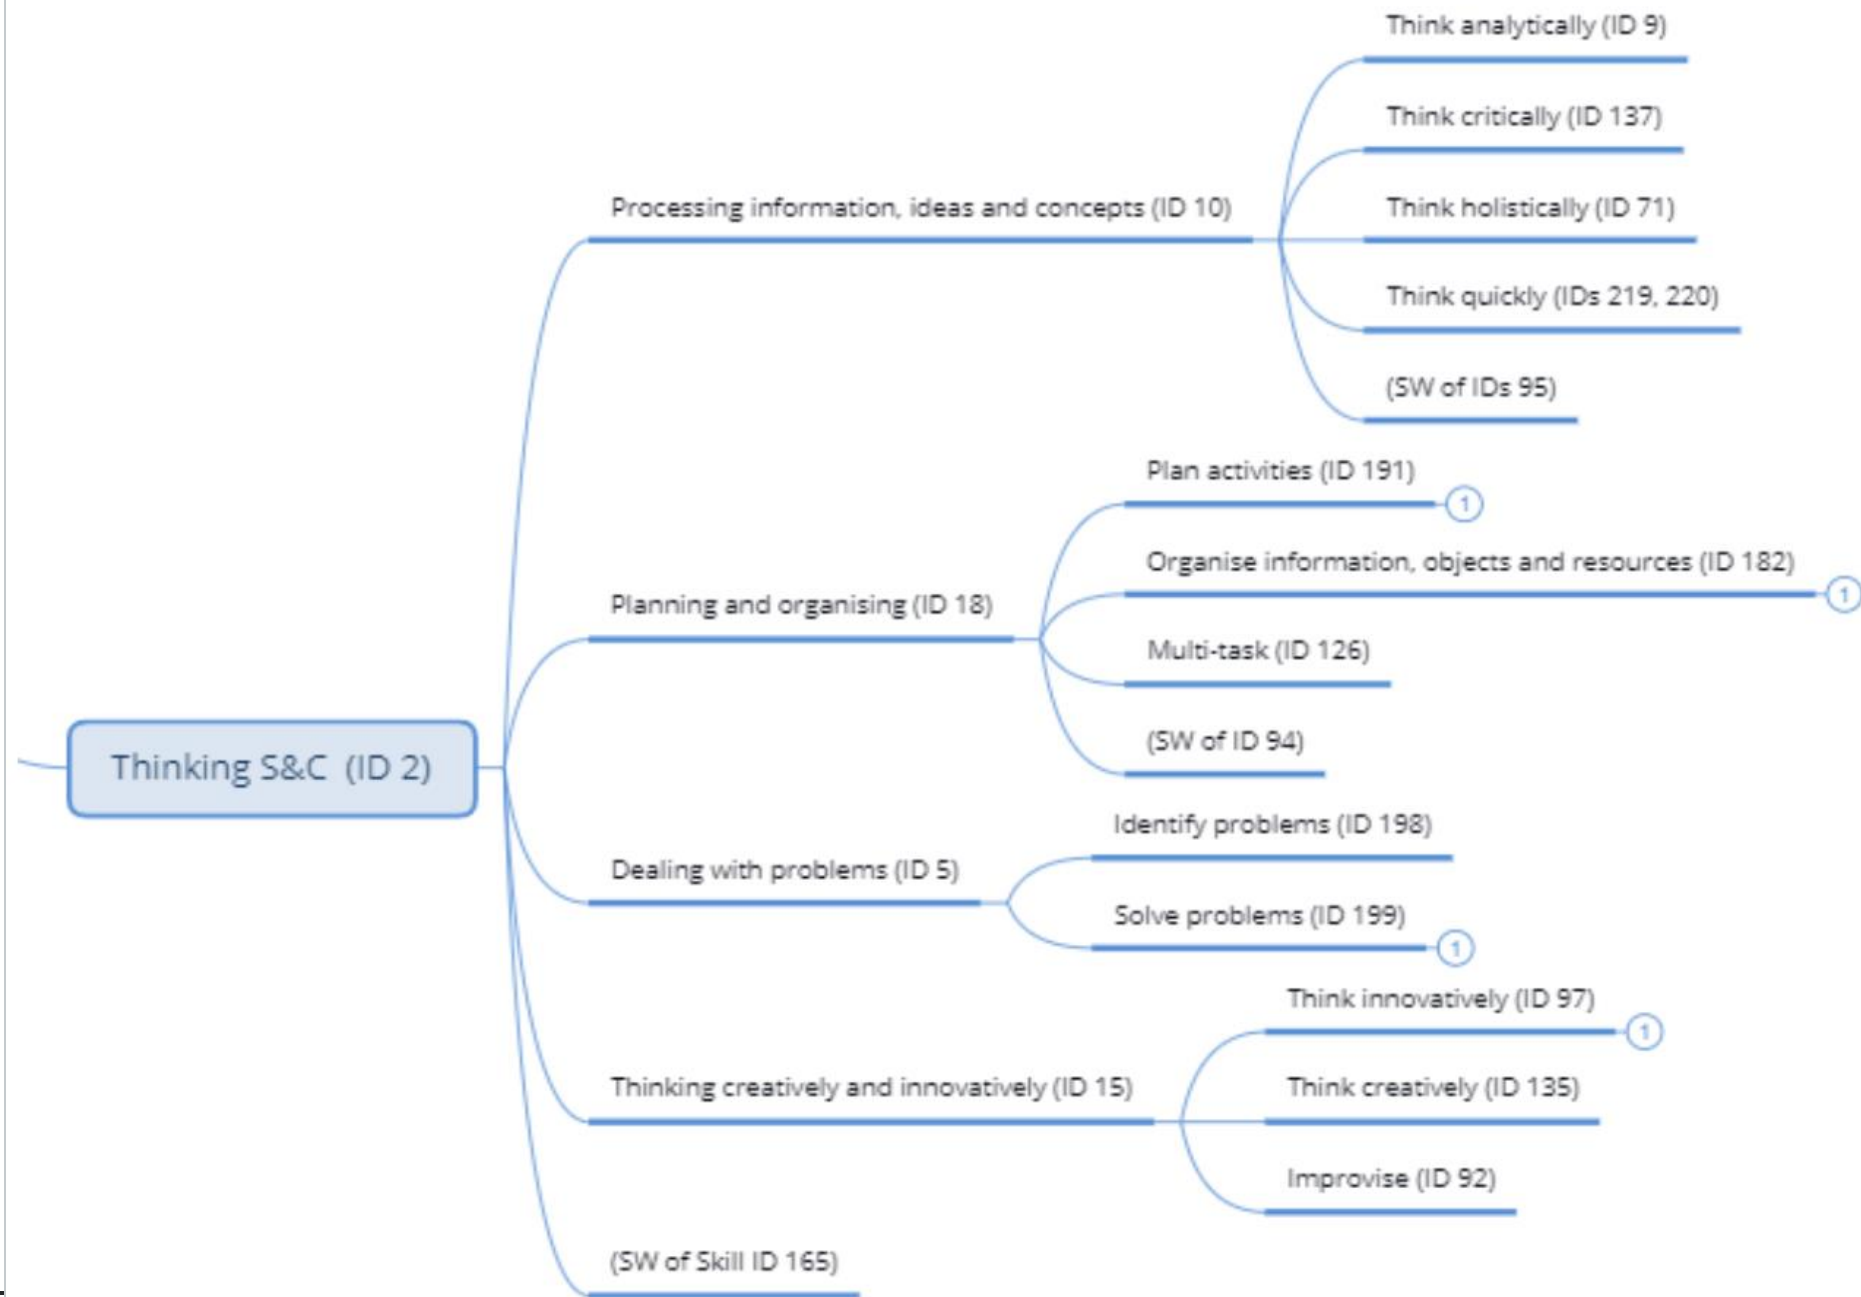 Think analytically (ID 9)
Think critically (ID 137)
Processing information, ideas and concepts (ID 10)
Think holistically (ID 71)
Think quickly (IDs 219, 220)
(SW of IDs 95)
Plan activities (ID 191)
1
Organise information, objects and resources (ID 182)
1
Planning and organising (ID 18)
Multi-task (ID 126)
(SW of ID 94)
Thinking S&C (ID 2)
Identify problems (ID 198)
Dealing with problems (ID 5)
Solve problems (ID 199)
1
Think innovatively (ID 97)
1
Thinking creatively and innovatively (ID 15)
Think creatively (ID 135)
Improvise (ID 92)
(SW of Skill ID 165)